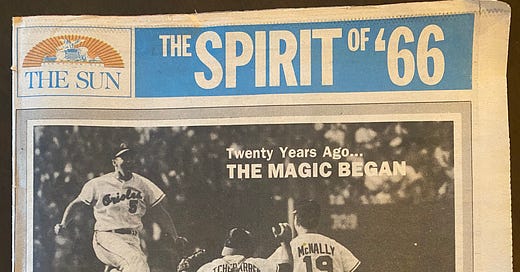 THE SUN
THE SPIRIT OF ‘66
Twenty Years Ago...
THE MAGIC BEGAN
Orioles
5
McNALLY
19